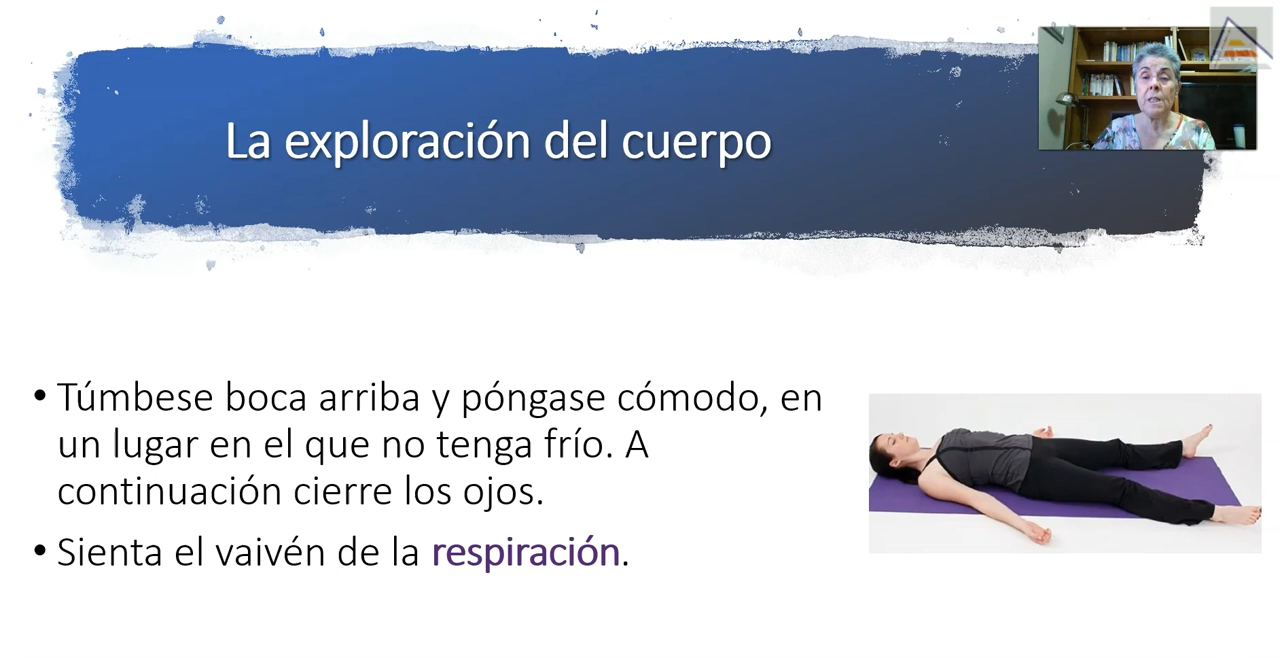 La exploración del cuerpo
• Túmbese boca arriba y póngase cómodo, en
un lugar en el que no tenga frío. A
continuación cierre los ojos.
• Sienta el vaivén de la respiración.